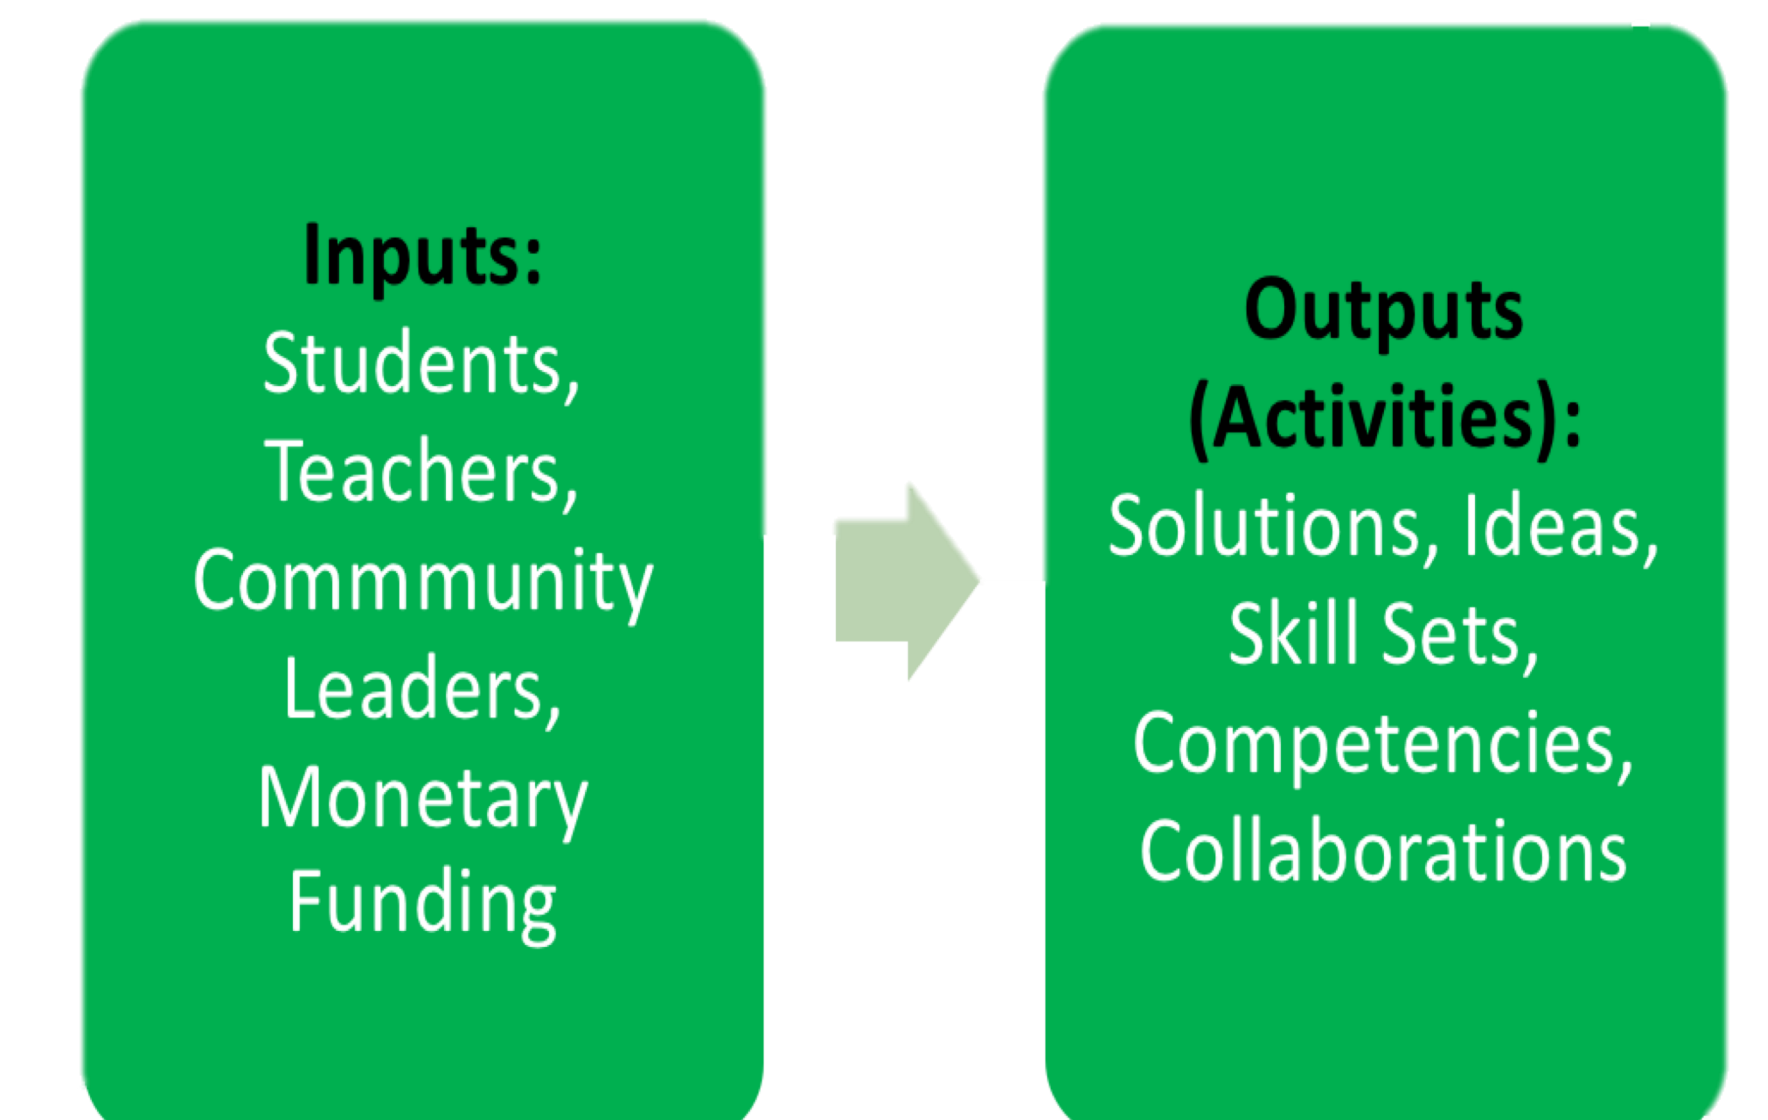 Inputs:
Students,
Teachers,
Commmunity
Leaders,
Monetary
Funding
Outputs
(Activities):
Solutions, Ideas,
Skill Sets,
Competencies,
Collaborations